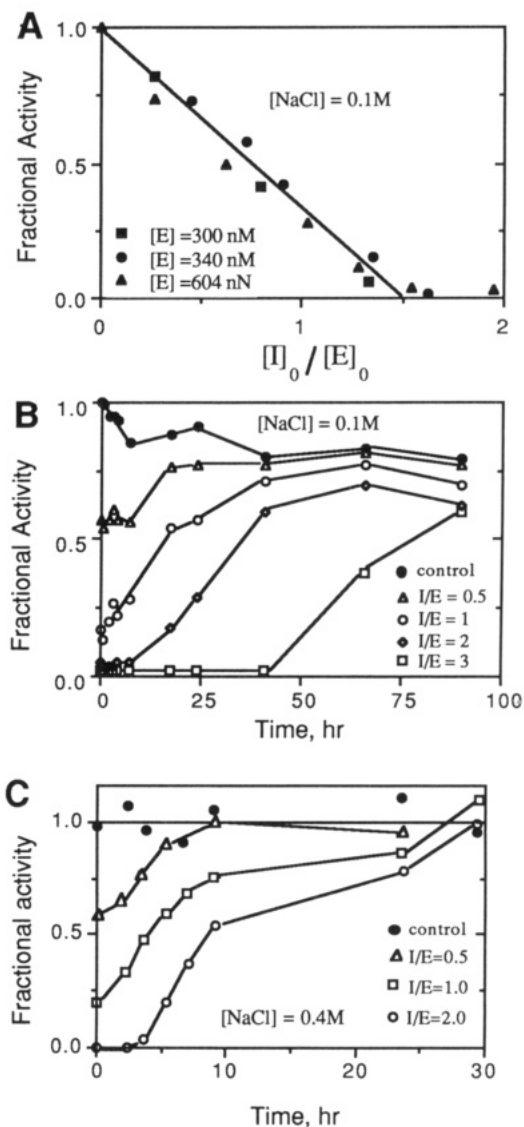 A
Fractional Activity
1.0
0.5
0.0
[NaCl] = 0.1M
[E] =300 nM
[E] =340 nM
[E] =604 nN
0
1
2
[I]0/[E]0
B
Fractional Activity
1.0
0.5
0.0
[NaCl] = 0.1M
control
I/E = 0.5
I/E = 1
I/E = 2
I/E = 3
0
25
50
75
100
Time, hr
C
Fractional activity
1.0
0.5
0.0
control
I/E=0.5
I/E=1.0
I/E=2.0
[NaCl] = 0.4M
0
10
20
30
Time, hr